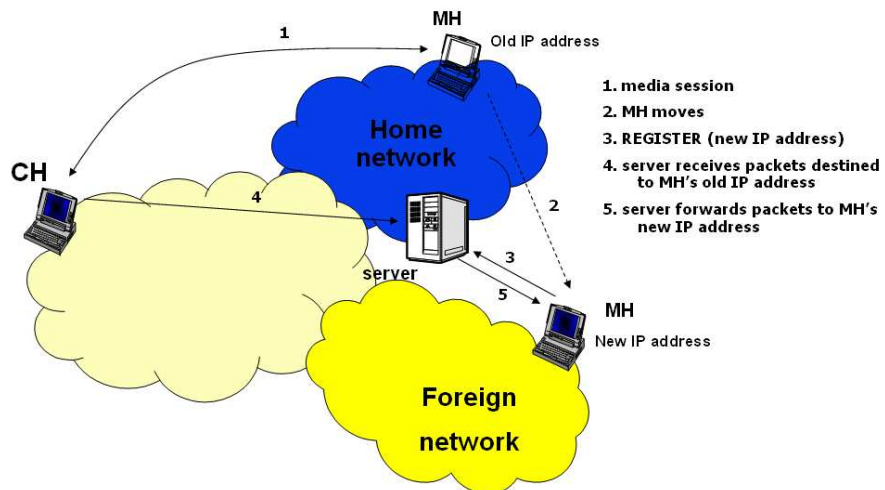 MH
Old IP address
1
1. media session
2. MH moves
3. REGISTER (new IP address)
4. server receives packets destined
to MH's old IP address
5. server forwards packets to MH's
new IP address
Home
network
CH
4
2
3
server
5
MH
New IP address
Foreign
network